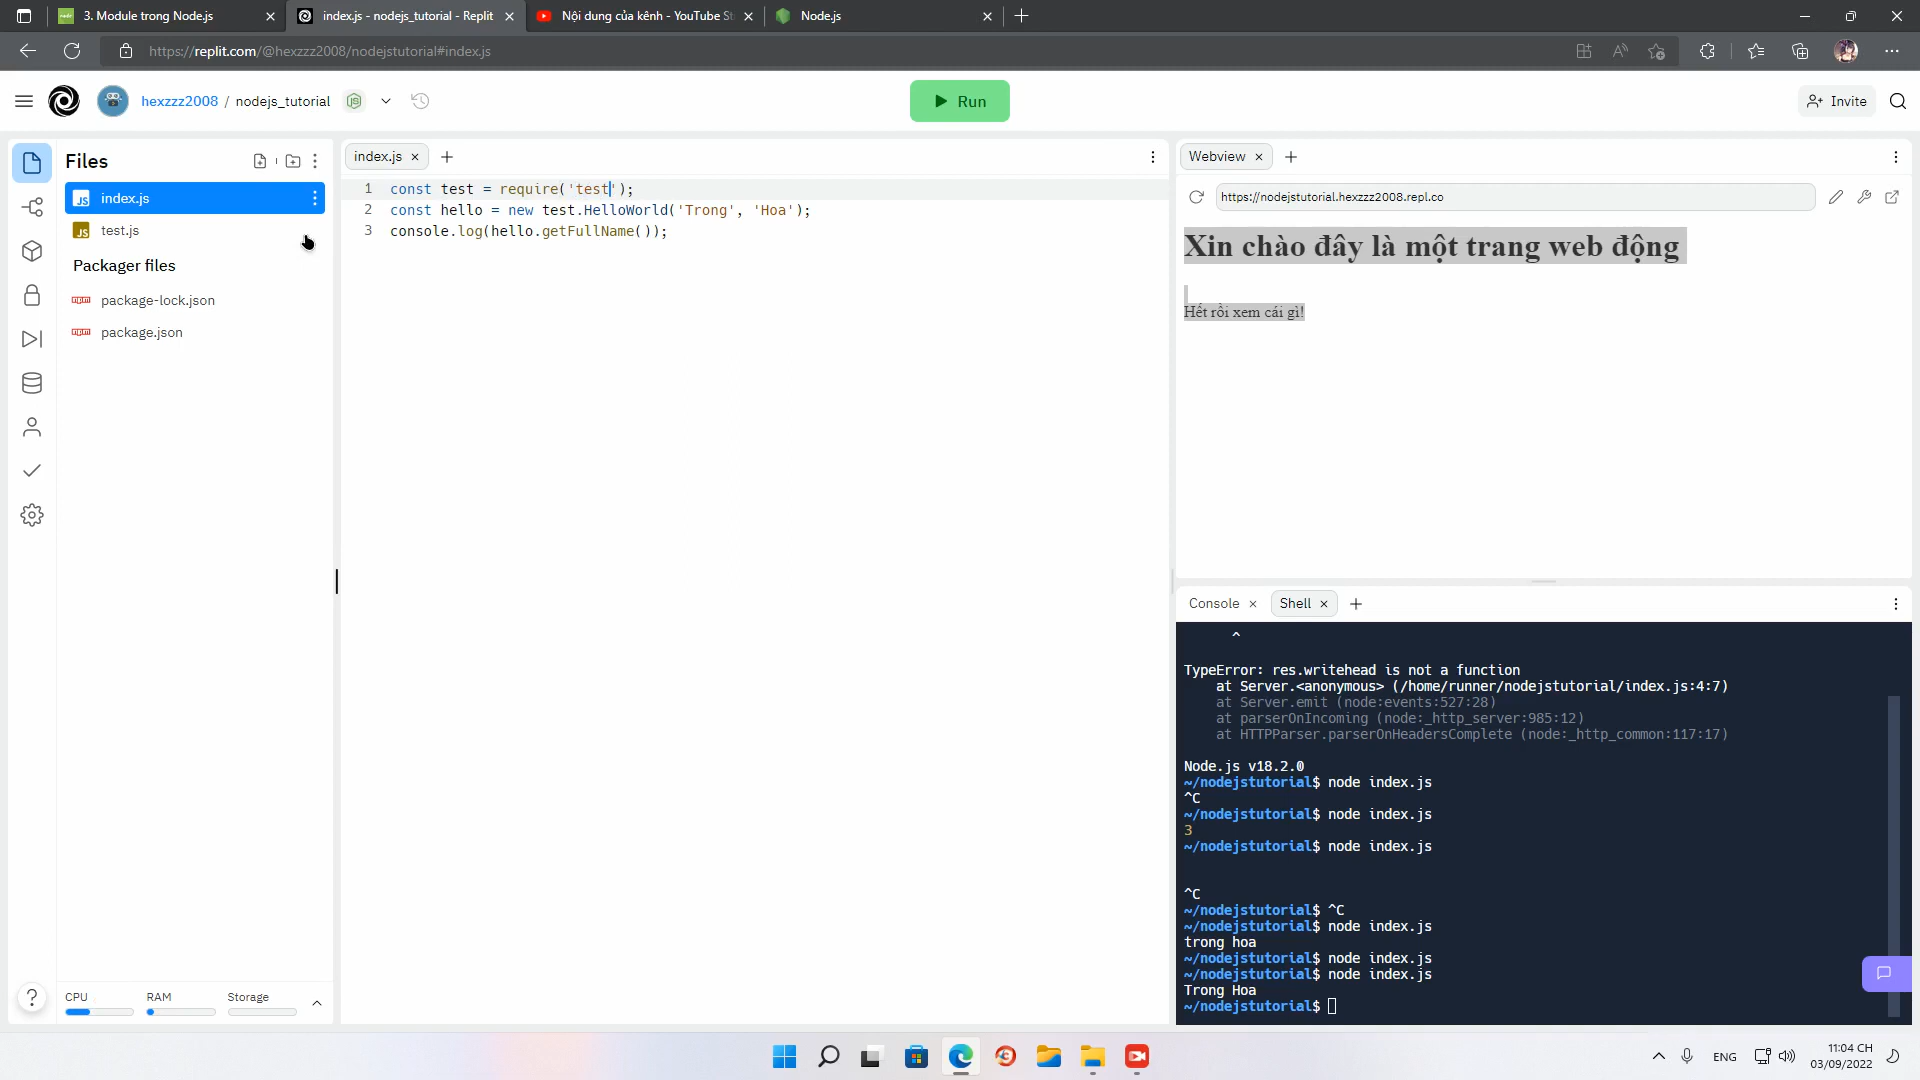 3. Module trong Node.js
index.js - nodejs_tutorial - Replit
Nội dung của kênh - YouTube St
Node.js
https://replit.com/@hexzzz2008/nodejstutorial#index.js
hexzzz2008 / nodejs_tutorial
Run
Invite
Files
index.js
test.js
Packager files
package-lock.json
package.json
CPU
RAM
Storage
index.js
1 const test = require('test');
2 const hello = new test.HelloWorld('Trong', 'Hoa');
3 console.log(hello.getFullName());
Webview
https://nodejstutorial.hexzzz2008.repl.co
Xin chào đây là một trang web động
Hết rồi xem cái gì!
Console
Shell
^
TypeError: res.writehead is not a function
at Server.<anonymous> (/home/runner/nodejstutorial/index.js:4:7)
at Server.emit (node:events:527:28)
at parserOnIncoming (node:_http_server:985:12)
at HTTPParser.parserOnHeadersComplete (node:_http_common:117:17)
Node.js v18.2.0
~/nodejstutorial$ node index.js
^C
~/nodejstutorial$ node index.js
3
~/nodejstutorial$ node index.js
^C
~/nodejstutorial$ ^C
~/nodejstutorial$ node index.js
trong hoa
~/nodejstutorial$ node index.js
~/nodejstutorial$ node index.js
Trong Hoa
~/nodejstutorial$
ENG
11:04 CH
03/09/2022